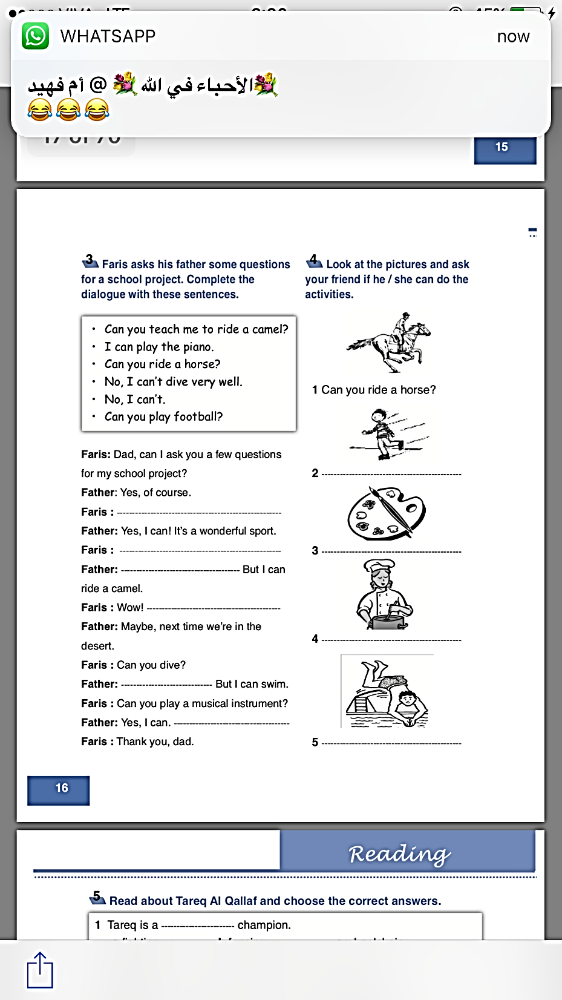 WHATSAPP now
💐الأحباء في الله 💐 @ أم فهيد
😂😂😂
15
3 Faris asks his father some questions
for a school project. Complete the
dialogue with these sentences.
• Can you teach me to ride a camel?
• I can play the piano.
• Can you ride a horse?
• No, I can't dive very well.
• No, I can't.
• Can you play football?
Faris: Dad, can I ask you a few questions
for my school project?
Father: Yes, of course.
Faris : ------------------------------
Father: Yes, I can! It's a wonderful sport.
Faris : ------------------------------
Father: ------------------------------ But I can
ride a camel.
Faris : Wow! ------------------------------
Father: Maybe, next time we're in the
desert.
Faris : Can you dive?
Father: ------------------------------ But I can swim.
Faris : Can you play a musical instrument?
Father: Yes, I can. ------------------------------
Faris : Thank you, dad.
4 Look at the pictures and ask
your friend if he / she can do the
activities.
1 Can you ride a horse?
2 ------------------------------
3 ------------------------------
4 ------------------------------
5 ------------------------------
16
Reading
5 Read about Tareq Al Qallaf and choose the correct answers.
1 Tareq is a -------------------- champion.